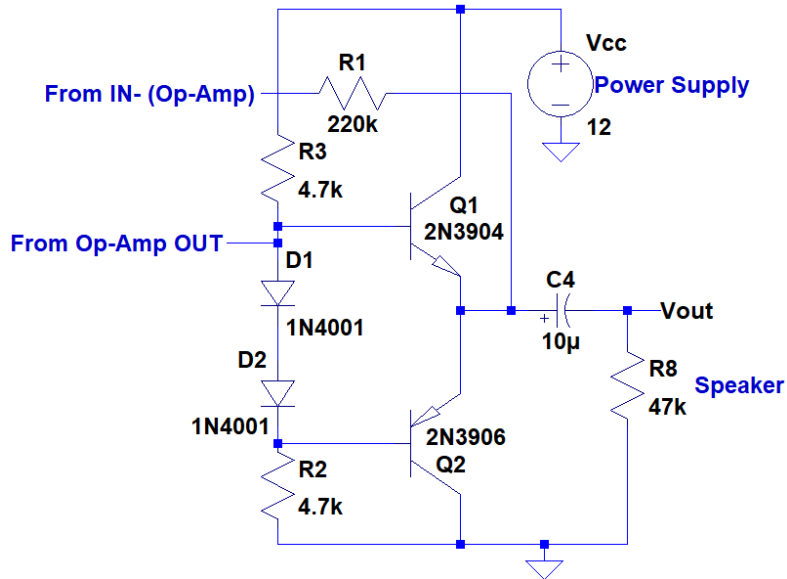 Vcc
R1
From IN- (Op-Amp)
Power Supply
220k
12
R3
4.7k
Q1
2N3904
From Op-Amp OUT
D1
C4
Vout
1N4001
10µ
R8
D2
Speaker
47k
1N4001
2N3906
R2
Q2
4.7k